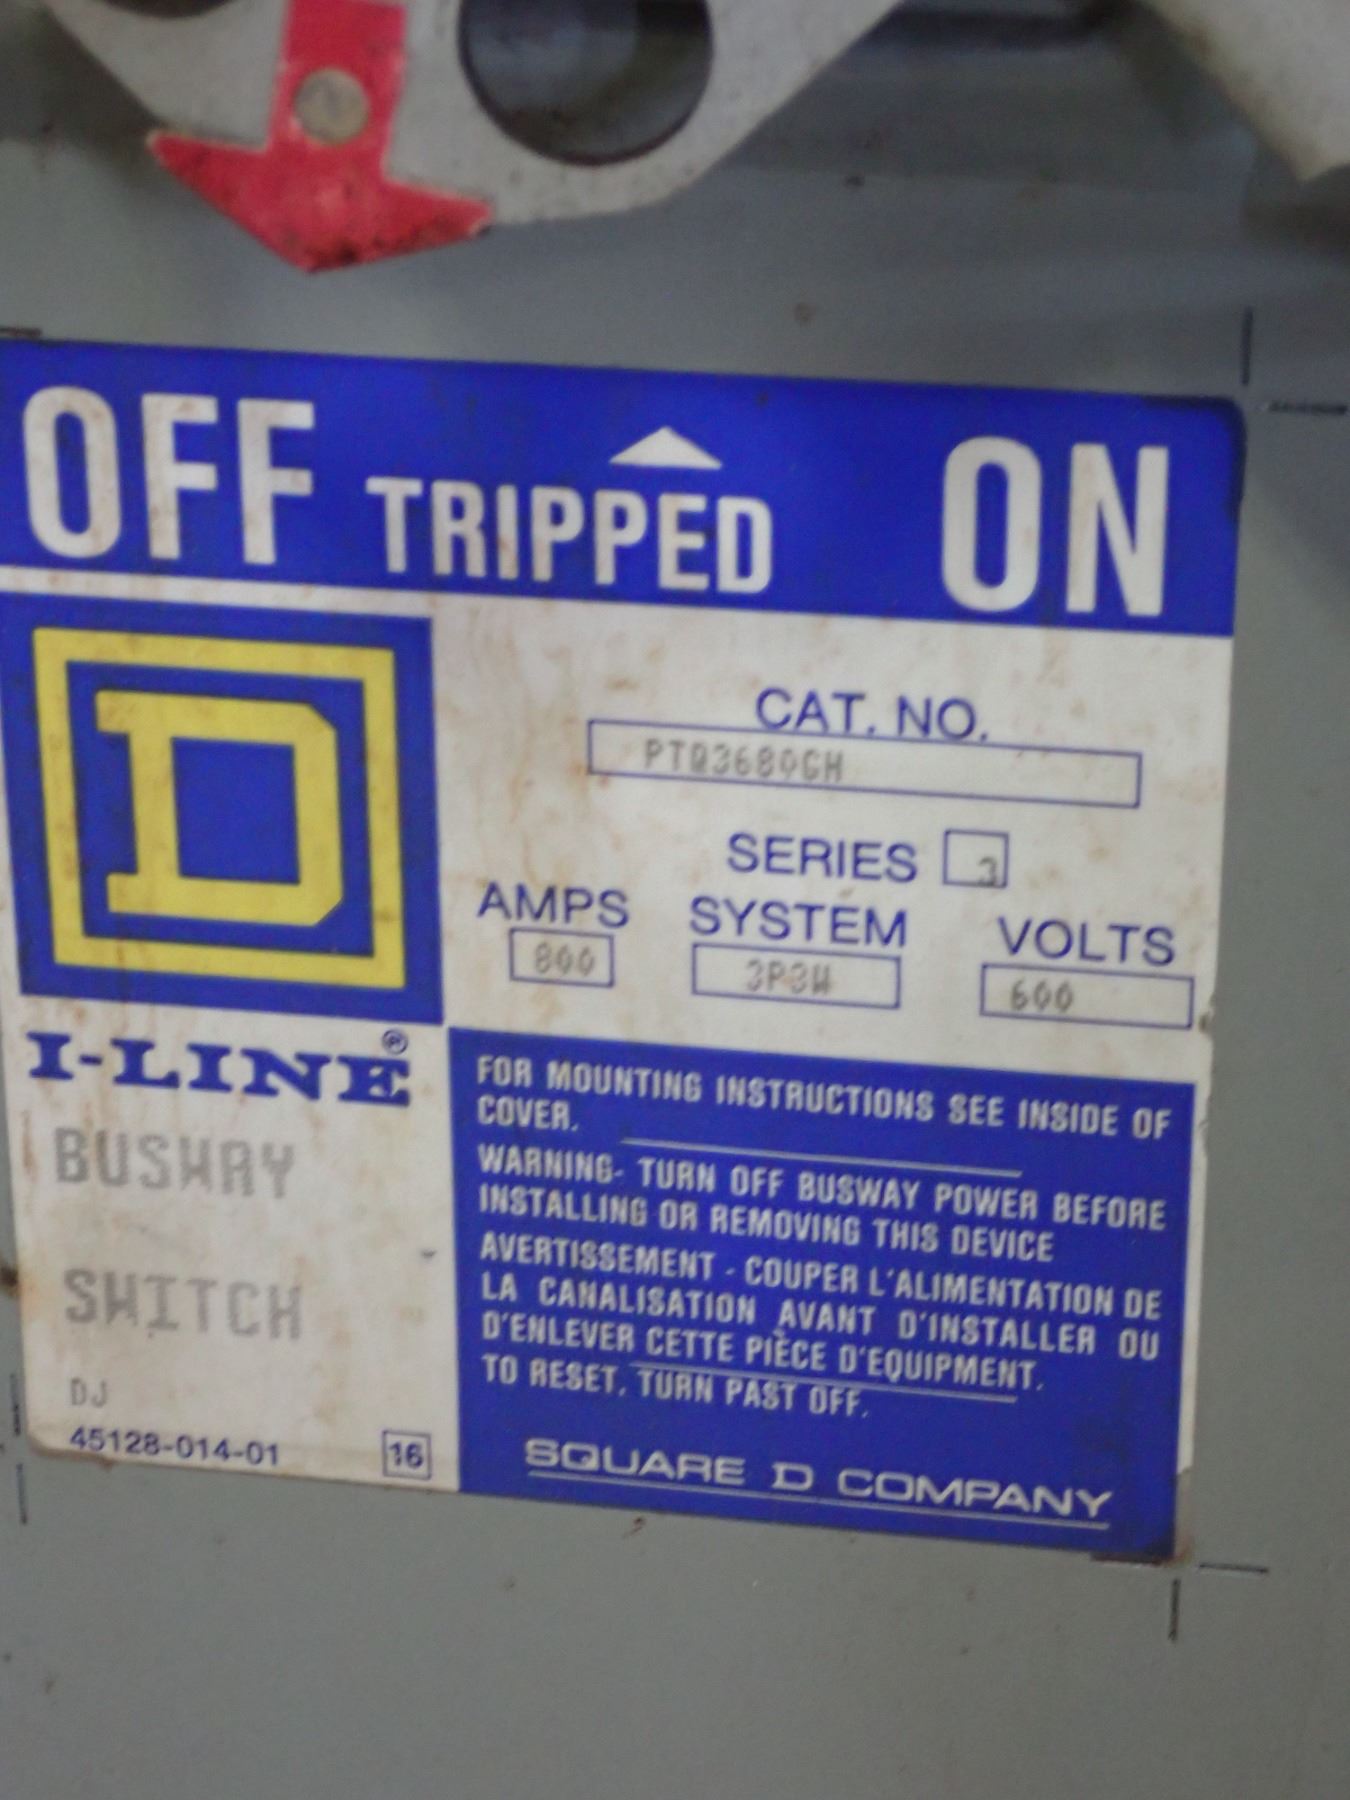 OFF TRIPPED ON
D
CAT. NO.
PTQ3680GH
SERIES 3
AMPS SYSTEM VOLTS
800 3P3W 600
I-LINE®
BUSWAY
SWITCH
DJ
45128-014-01 16
FOR MOUNTING INSTRUCTIONS SEE INSIDE OF
COVER.
WARNING- TURN OFF BUSWAY POWER BEFORE
INSTALLING OR REMOVING THIS DEVICE
AVERTISSEMENT - COUPER L'ALIMENTATION DE
LA CANALISATION AVANT D'INSTALLER OU
D'ENLEVER CETTE PIÈCE D'EQUIPMENT.
TO RESET, TURN PAST OFF.
SQUARE D COMPANY